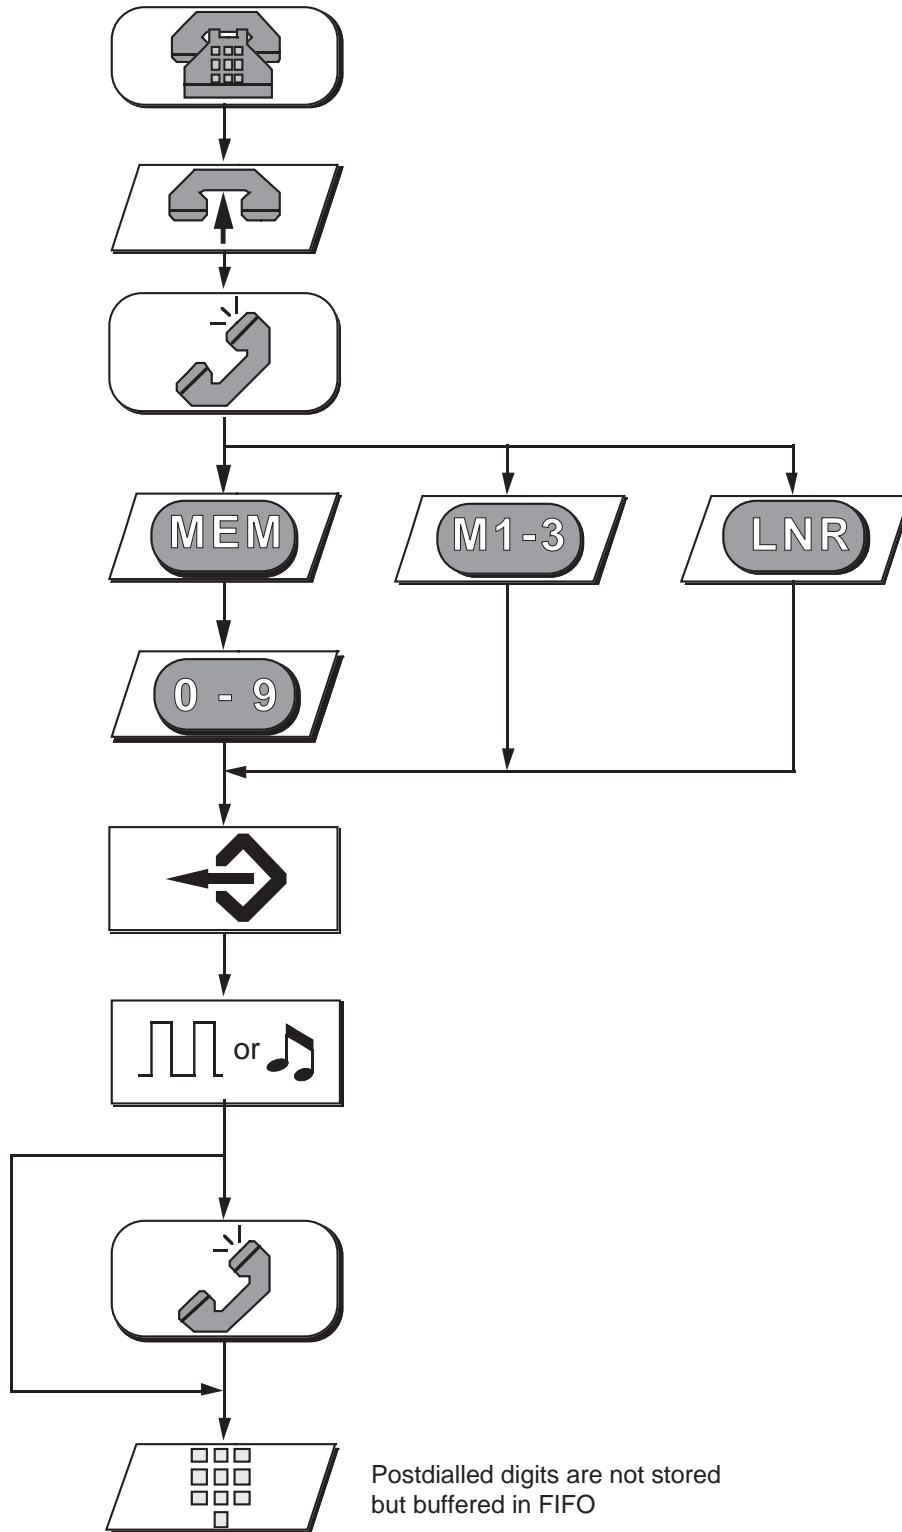 MEM
M1-3
LNR
0 - 9
or
Postdialled digits are not stored
but buffered in FIFO